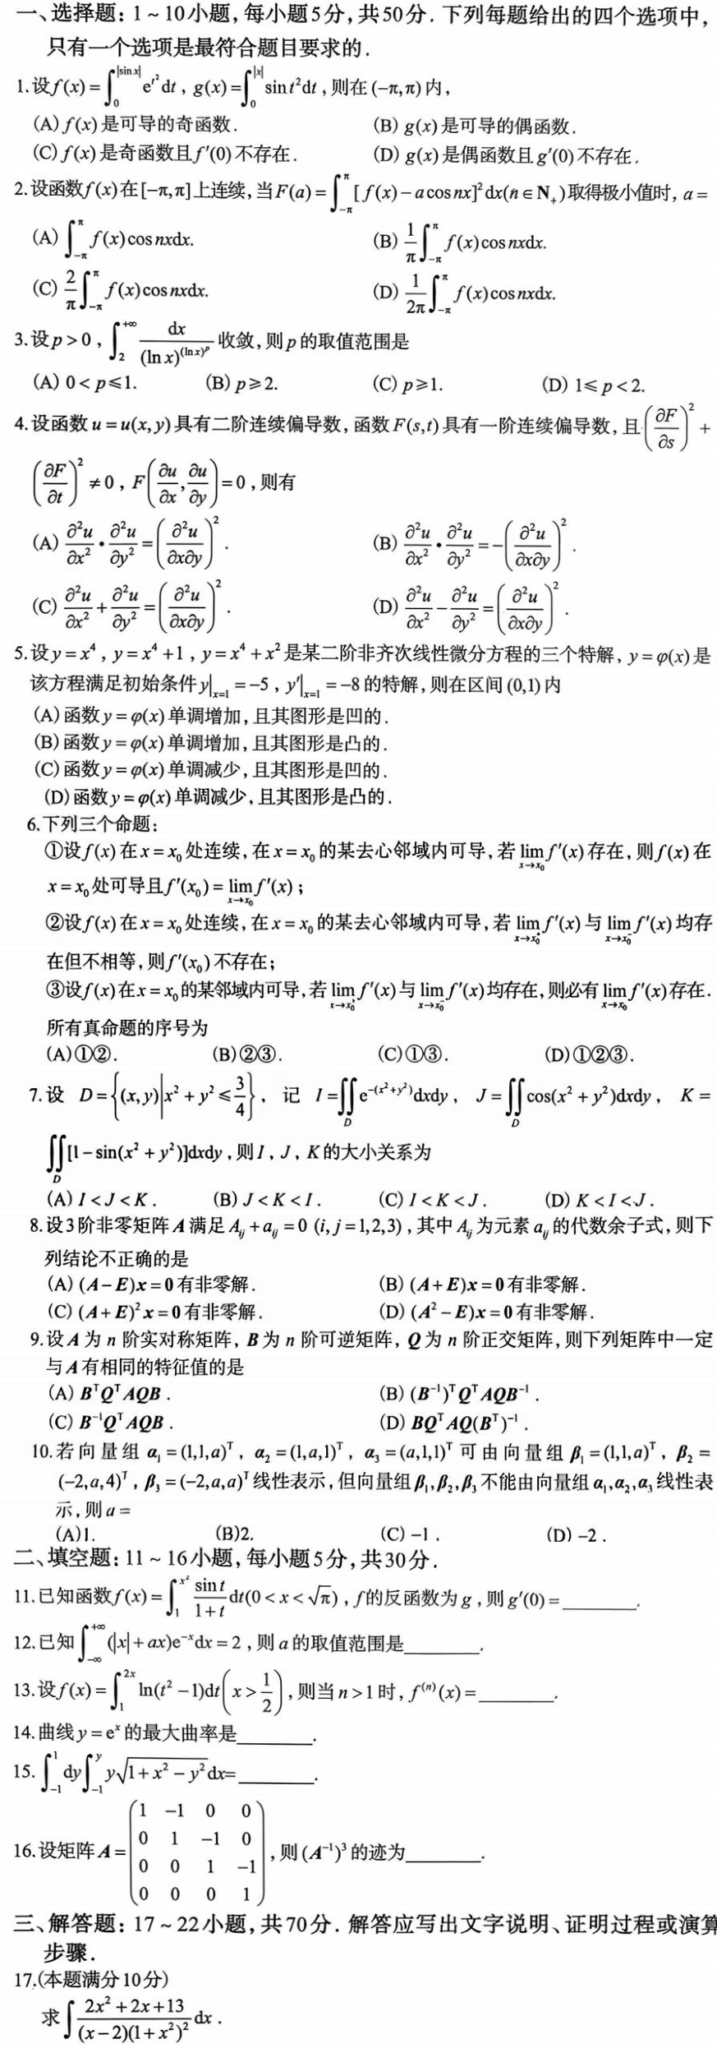 一、选择题：1～10小题，每小题5分，共50分．下列每题给出的四个选项中，
只有一个选项是最符合题目要求的．
1.设f(x)=∫₀^{|sin x|} e^{t²}dt，g(x)=∫₀^{|x|} sin t²dt，则在(−π,π)内，
(A) f(x)是可导的奇函数． (B) g(x)是可导的偶函数．
(C) f(x)是奇函数且f′(0)不存在． (D) g(x)是偶函数且g′(0)不存在．
2.设函数f(x)在[−π,π]上连续，当F(a)=∫_{−π}^{π}[f(x)−a cos nx]²dx(n∈N₊)取得极小值时，a=
(A) ∫_{−π}^{π} f(x)cos nxdx. (B) 1/π ∫_{−π}^{π} f(x)cos nxdx.
(C) 2/π ∫_{−π}^{π} f(x)cos nxdx. (D) 1/(2π) ∫_{−π}^{π} f(x)cos nxdx.
3.设p>0，∫₂^{+∞} dx/(ln x)^{(ln x)^p} 收敛，则p的取值范围是
(A) 0<p⩽1. (B) p⩾2. (C) p⩾1. (D) 1⩽p<2.
4.设函数u=u(x,y)具有二阶连续偏导数，函数F(s,t)具有一阶连续偏导数，且(∂F/∂s)²+
(∂F/∂t)²≠0，F(∂u/∂x,∂u/∂y)=0，则有
(A) ∂²u/∂x²·∂²u/∂y²=(∂²u/∂x∂y)²． (B) ∂²u/∂x²·∂²u/∂y²=−(∂²u/∂x∂y)²．
(C) ∂²u/∂x²+∂²u/∂y²=(∂²u/∂x∂y)²． (D) ∂²u/∂x²−∂²u/∂y²=(∂²u/∂x∂y)²．
5.设y=x⁴，y=x⁴+1，y=x⁴+x²是某二阶非齐次线性微分方程的三个特解，y=φ(x)是
该方程满足初始条件y|_{x=1}=−5，y′|_{x=1}=−8的特解，则在区间(0,1)内
(A)函数y=φ(x)单调增加，且其图形是凹的．
(B)函数y=φ(x)单调增加，且其图形是凸的．
(C)函数y=φ(x)单调减少，且其图形是凹的．
(D)函数y=φ(x)单调减少，且其图形是凸的．
6.下列三个命题：
①设f(x)在x=x₀处连续，在x=x₀的某去心邻域内可导，若lim_{x→x₀}f′(x)存在，则f(x)在
x=x₀处可导且f′(x₀)=lim_{x→x₀}f′(x)；
②设f(x)在x=x₀处连续，在x=x₀的某去心邻域内可导，若lim_{x→x₀⁺}f′(x)与lim_{x→x₀⁻}f′(x)均存
在但不相等，则f′(x₀)不存在；
③设f(x)在x=x₀的某邻域内可导，若lim_{x→x₀⁺}f′(x)与lim_{x→x₀⁻}f′(x)均存在，则必有lim_{x→x₀}f′(x)存在．
所有真命题的序号为
(A)①②． (B)②③． (C)①③． (D)①②③．
7.设 D={(x,y)|x²+y²⩽3/4}，记 I=∬_D e^{−(x²+y²)}dxdy，J=∬_D cos(x²+y²)dxdy，K=
∬_D[1−sin(x²+y²)]dxdy，则I，J，K的大小关系为
(A) I<J<K． (B) J<K<I． (C) I<K<J． (D) K<I<J．
8.设3阶非零矩阵A满足A_{ij}+a_{ij}=0 (i,j=1,2,3)，其中A_{ij}为元素a_{ij}的代数余子式，则下
列结论不正确的是
(A) (A−E)x=0有非零解． (B) (A+E)x=0有非零解．
(C) (A+E)²x=0有非零解． (D) (A²−E)x=0有非零解．
9.设A为n阶实对称矩阵，B为n阶可逆矩阵，Q为n阶正交矩阵，则下列矩阵中一定
与A有相同的特征值的是
(A) BᵀQᵀAQB． (B) (B⁻¹)ᵀQᵀAQB⁻¹．
(C) B⁻¹QᵀAQB． (D) BQᵀAQ(Bᵀ)⁻¹．
10.若向量组α₁=(1,1,a)ᵀ，α₂=(1,a,1)ᵀ，α₃=(a,1,1)ᵀ可由向量组β₁=(1,1,a)ᵀ，β₂=
(−2,a,4)ᵀ，β₃=(−2,a,a)ᵀ线性表示，但向量组β₁,β₂,β₃不能由向量组α₁,α₂,α₃线性表
示，则a=
(A)1. (B)2. (C) −1． (D) −2．
二、填空题：11～16小题，每小题5分，共30分．
11.已知函数f(x)=∫₁^{x²} sin t/(1+t) dt(0<x<√π)，f的反函数为g，则g′(0)=______.
12.已知∫_{−∞}^{+∞}(|x|+ax)e^{−x}dx=2，则a的取值范围是______.
13.设f(x)=∫₁^{2x} ln(t²−1)dt(x>1/2)，则当n>1时，f^{(n)}(x)=______.
14.曲线y=eˣ的最大曲率是______.
15. ∫_{−1}^{1}dy∫_{−1}^{y} y√(1+x²−y²)dx=______.
16.设矩阵A=(1 −1 0 0; 0 1 −1 0; 0 0 1 −1; 0 0 0 1)，则(A⁻¹)³的迹为______.
三、解答题：17～22小题，共70分．解答应写出文字说明、证明过程或演算
步骤．
17.(本题满分10分)
求∫(2x²+2x+13)/((x−2)(1+x²)²)dx．